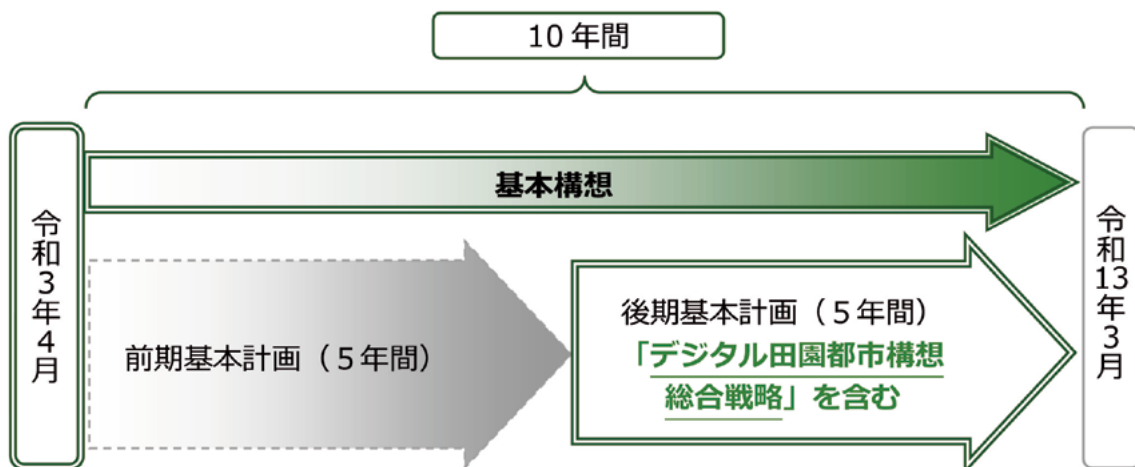 10年間
基本構想
令和3年4月
前期基本計画（５年間）
後期基本計画（５年間）
「デジタル田園都市構想
総合戦略」を含む
令和13年3月